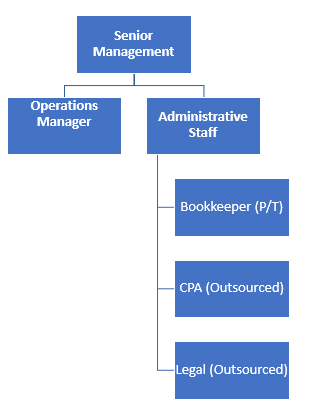 Senior
Management
Operations
Manager
Administrative
Staff
Bookkeeper (P/T)
CPA (Outsourced)
Legal (Outsourced)